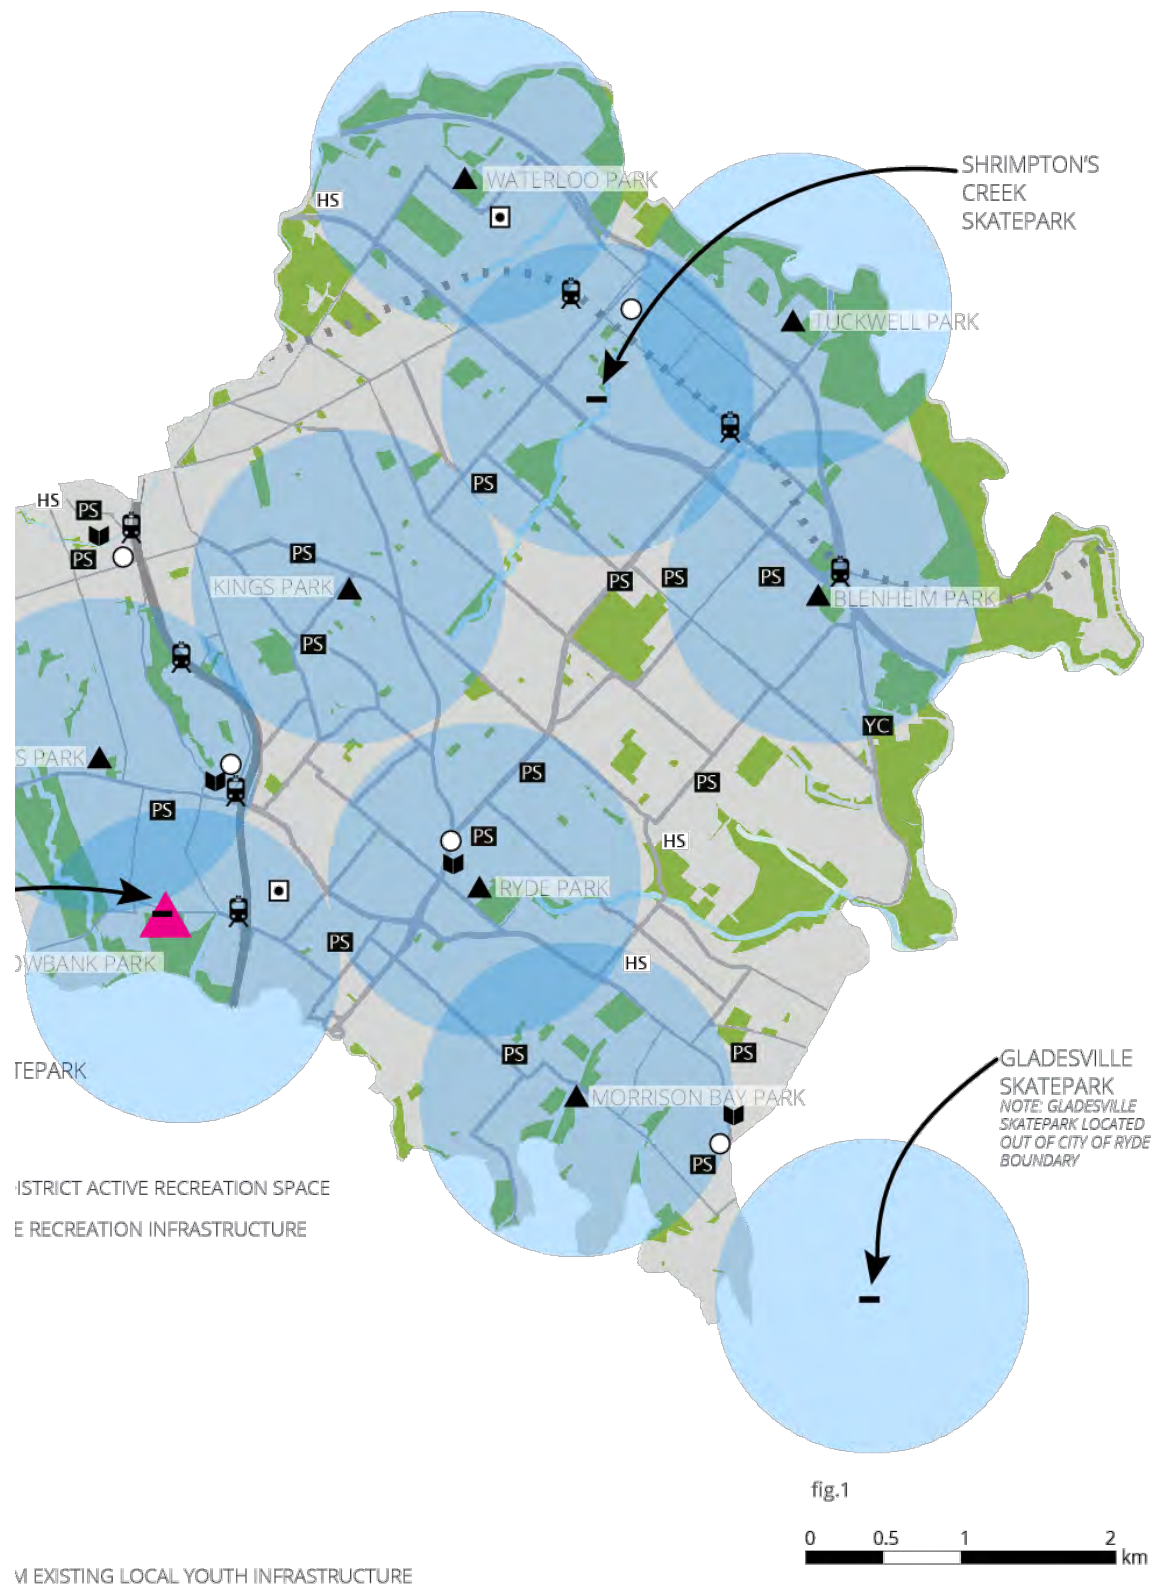 SHRIMPTON'S
CREEK
SKATEPARK
WATERLOO PARK
HS
TUCKWELL PARK
PS
HS
PS
PS
PS
KINGS PARK
PS
PS
PS
BLENHEIM PARK
PS
YC
S PARK
PS
PS
PS
PS
HS
RYDE PARK
PS
OWBANK PARK
HS
PS
PS
GLADESVILLE
SKATEPARK
NOTE: GLADESVILLE
SKATEPARK LOCATED
OUT OF CITY OF RYDE
BOUNDARY
TEPARK
MORRISON BAY PARK
PS
ISTRICT ACTIVE RECREATION SPACE
E RECREATION INFRASTRUCTURE
fig.1
0 0.5 1 2
km
M EXISTING LOCAL YOUTH INFRASTRUCTURE